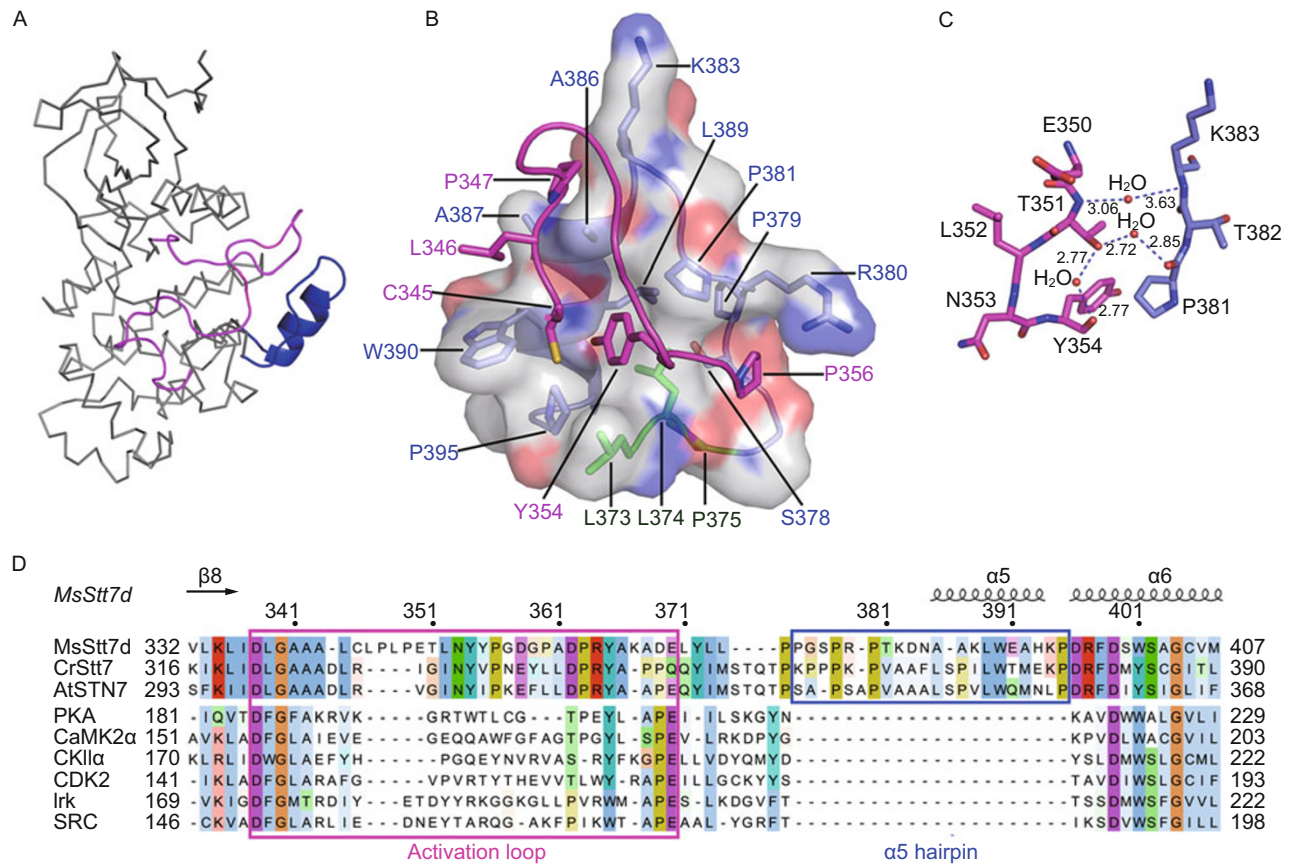 A
B
C
K383
A386
L389
P347
P381
A387
P379
L346
R380
C345
W390
P356
P395
Y354
L373
L374
P375
S378
E350
K383
H2O
T351
3.06
3.63
H2O
L352
T382
2.77
2.72
2.85
H2O
N353
2.77
P381
Y354
D
β8
α5
α6
MsStt7d
341
351
361
371
381
391
401
MsStt7d 332 VLKLIDLGAAA-LCLPLPETLNYYPGDGPADPRYAKADELYLL----PPGSPR-PTKDNA-AKLWEAHKPDRFDSWSAGCVM 407
CrStt7 316 KIKLIDLGAAADLR----IGINYVPNEYLLDPRYA-PPQQYIMSTQTPKPPPK-PVAAFLSPILWTMEKPDRFDMYSCGITL 390
AtSTN7 293 SFKIIDLGAAADLR----VGINYIPKEFLLDPRYA-APEQYIMSTQTPSA-PSAPVAAALSPVLWQMNLPDRFDIYSIGLIF 368
PKA 181 -IQVTDFGFAKRVK----GRTWTLCG--TPEYL-APEI-ILSKGYN----------------------KAVDWWALGVLI 229
CaMK2α 151 AVKLADFGLAIEVE----GEQQAWFGFAGTPGYLSPEV-LRKDPYG----------------------KPVDLWACGVIL 203
CKIIα 170 KLRLIDWGLAEFYH----PGQEYNVRVAS-RYFKGPELLVDYQMYD----------------------YSLDMWSLGCML 222
CDK2 141 -IKLADFGLARAFG----VPVRTYTHEVVTLWYRAPEILLGCKYYS----------------------TAVDIWSLGCIF 193
Irk 169 -VKIGDFGMTRDIY---ETDYYRKGGKGLLPVRWM-APES-LKDGVFT----------------------TSSDMWSFGVVL 222
SRC 146 -CKVADFGLARLIE---DNEYTARQG-AKFPIKWT-APEAAL-YGRFT----------------------IKSDVWSFGILL 198
Activation loop
α5 hairpin